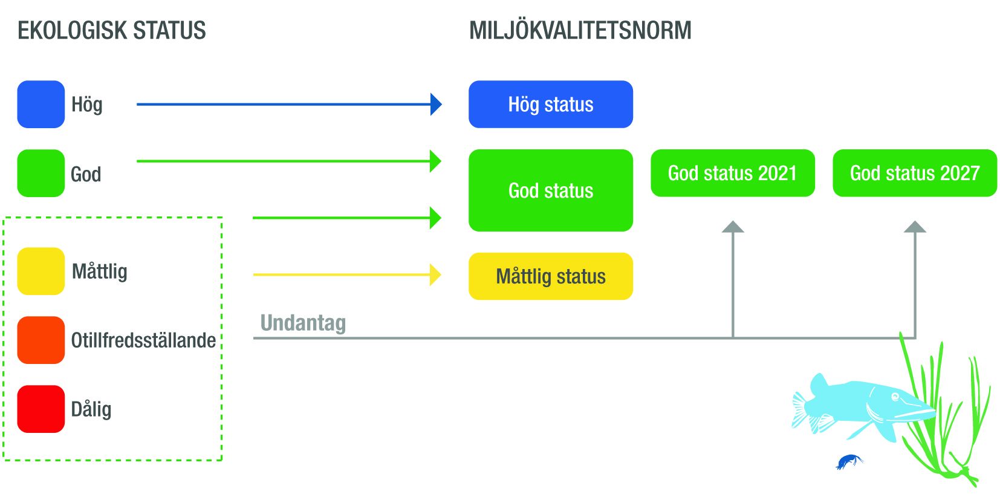 EKOLOGISK STATUS
MILJÖKVALITETSNORM
Hög
Hög status
God
God status
God status 2021
God status 2027
Måttlig
Måttlig status
Undantag
Otillfredsställande
Dålig